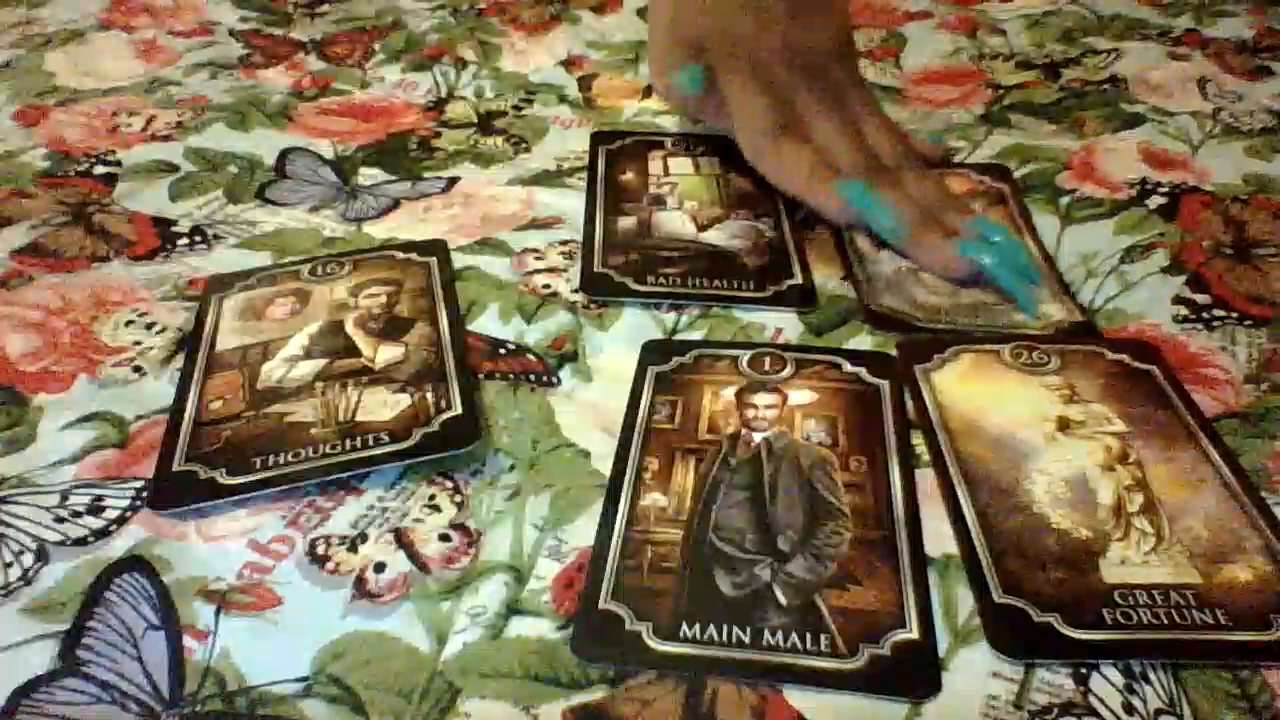 BAD HEALTH
16
THOUGHTS
1
MAIN MALE
26
GREAT
FORTUNE